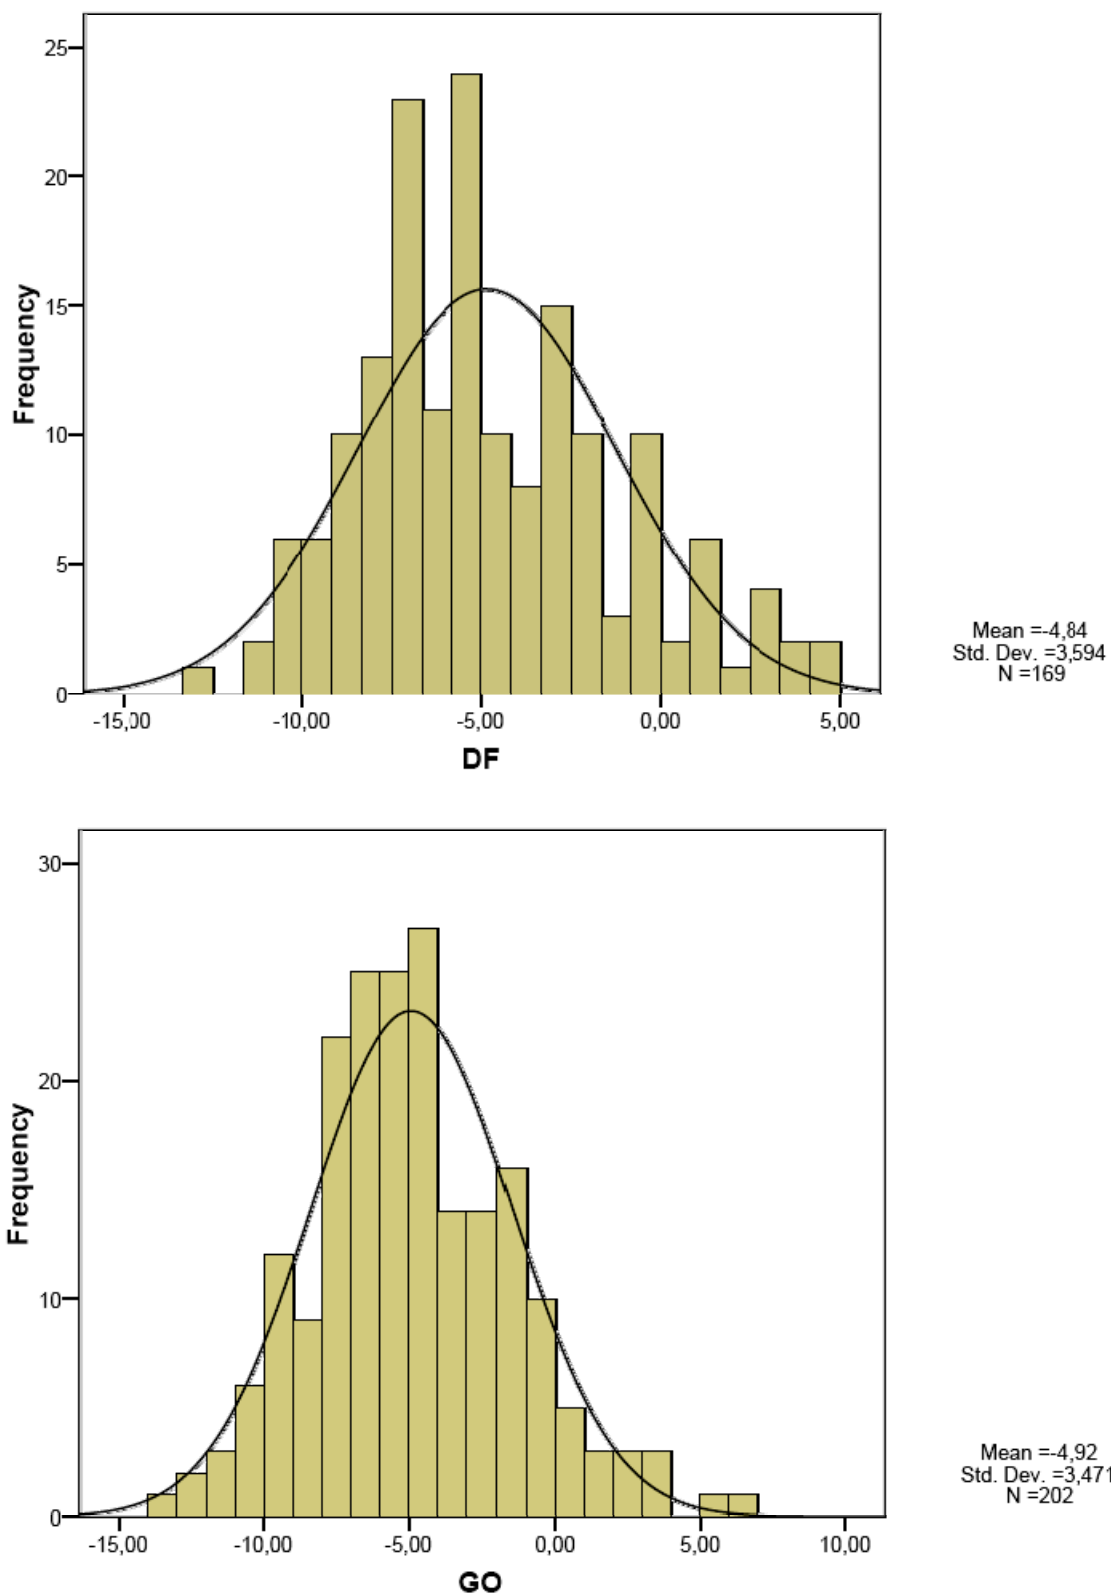 25
20
15
10
5
0
Frequency
-15,00 -10,00 -5,00 0,00 5,00
DF
Mean =-4,84
Std. Dev. =3,594
N =169
30
20
10
0
Frequency
-15,00 -10,00 -5,00 0,00 5,00 10,00
GO
Mean =-4,92
Std. Dev. =3,471
N =202